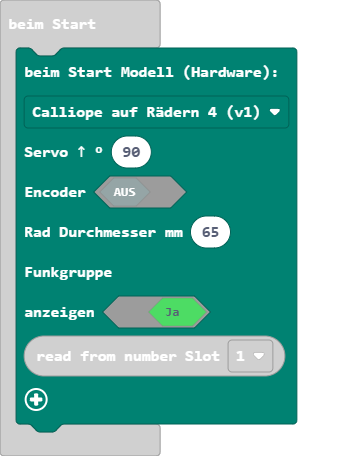 beim Start
beim Start Modell (Hardware):
Calliope auf Rädern 4 (v1)
Servo ↑ º 90
Encoder AUS
Rad Durchmesser mm 65
Funkgruppe
anzeigen Ja
read from number Slot 1